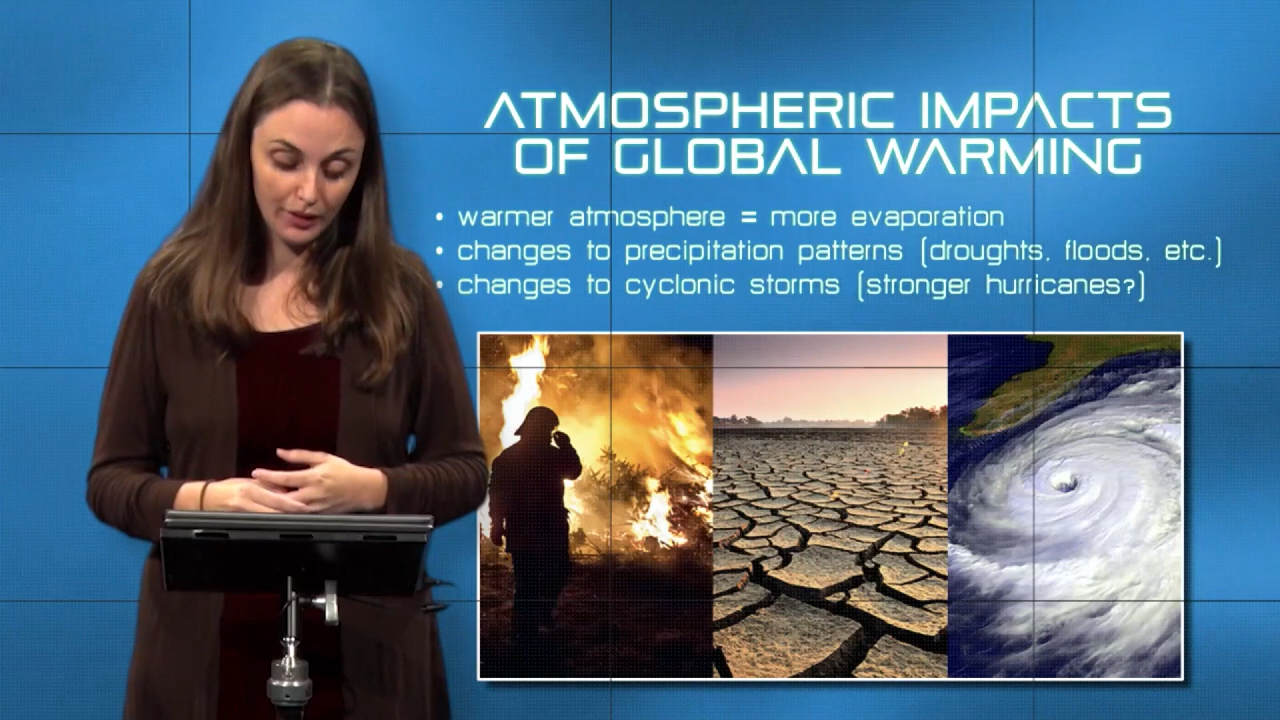 ATMOSPHERIC IMPACTS
OF GLOBAL WARMING
• warmer atmosphere = more evaporation
• changes to precipitation patterns (droughts, floods, etc.)
• changes to cyclonic storms (stronger hurricanes?)